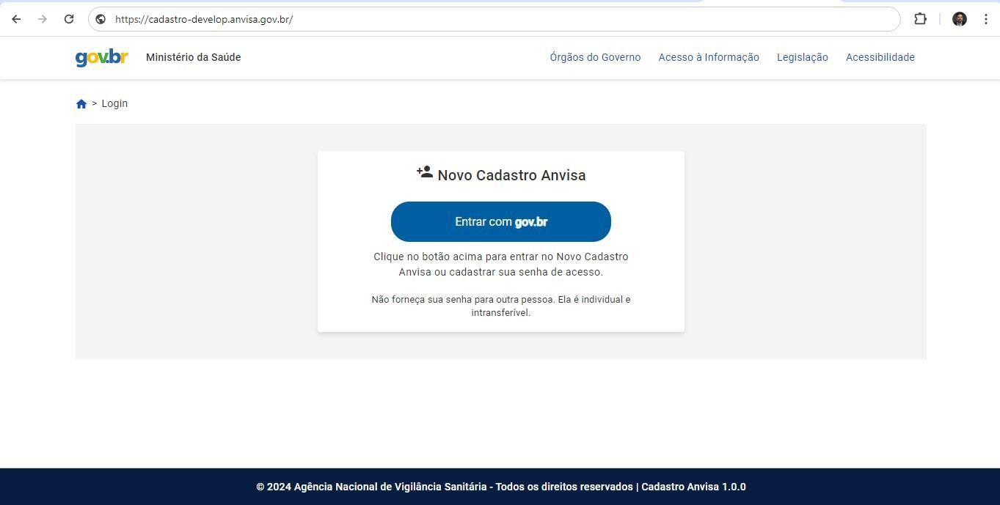 https://cadastro-develop.anvisa.gov.br/
gov.br Ministério da Saúde Órgãos do Governo Acesso à Informação Legislação Acessibilidade
> Login
Novo Cadastro Anvisa
Entrar com gov.br
Clique no botão acima para entrar no Novo Cadastro
Anvisa ou cadastrar sua senha de acesso.
Não forneça sua senha para outra pessoa. Ela é individual e
intransferível.
© 2024 Agência Nacional de Vigilância Sanitária - Todos os direitos reservados | Cadastro Anvisa 1.0.0